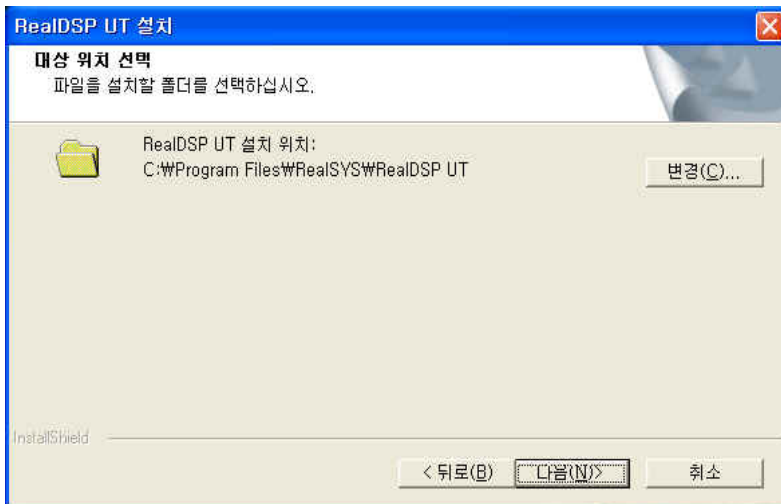 RealDSP UT 설치
대상 위치 선택
파일을 설치할 폴더를 선택하십시오.
RealDSP UT 설치 위치:
C:₩Program Files₩RealSYS₩RealDSP UT
변경(C)...
InstallShield
< 뒤로(B)
다음(N)>
취소